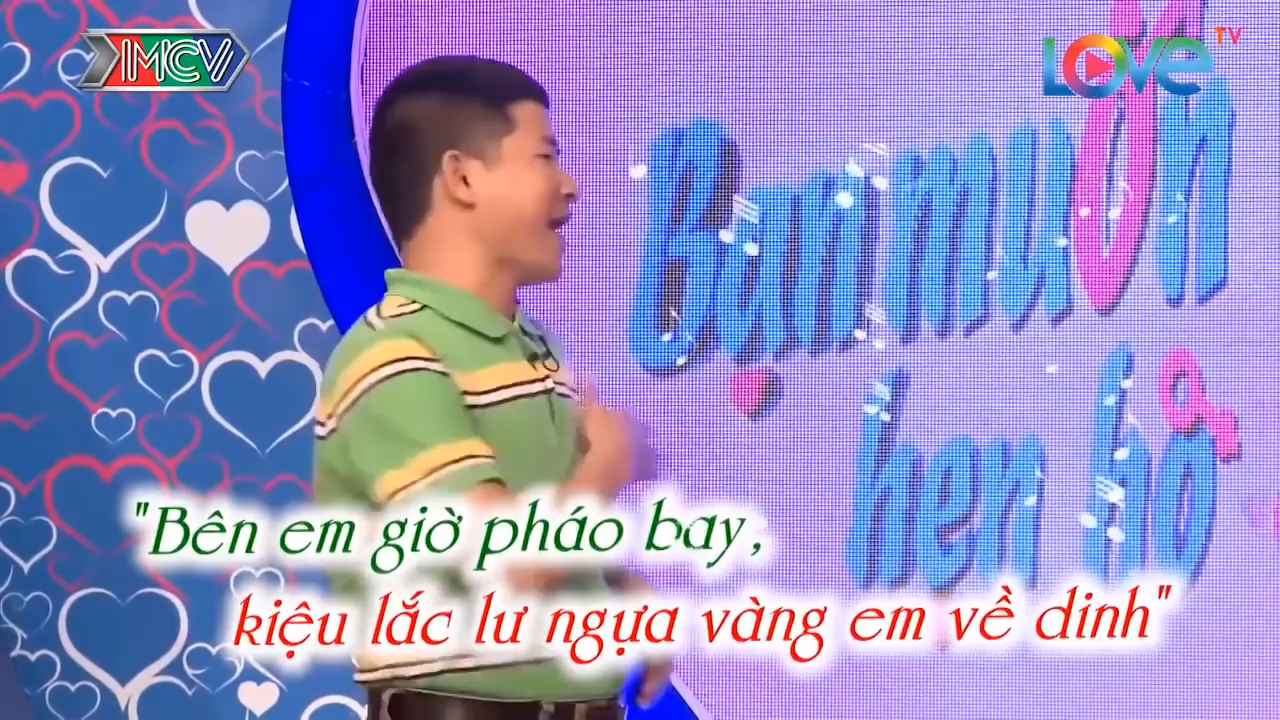 MCV
LOVE TV
Bạn muốn
hẹn hò
"Bên em giờ pháo bay,
kiệu lắc lư ngựa vàng em về dinh"